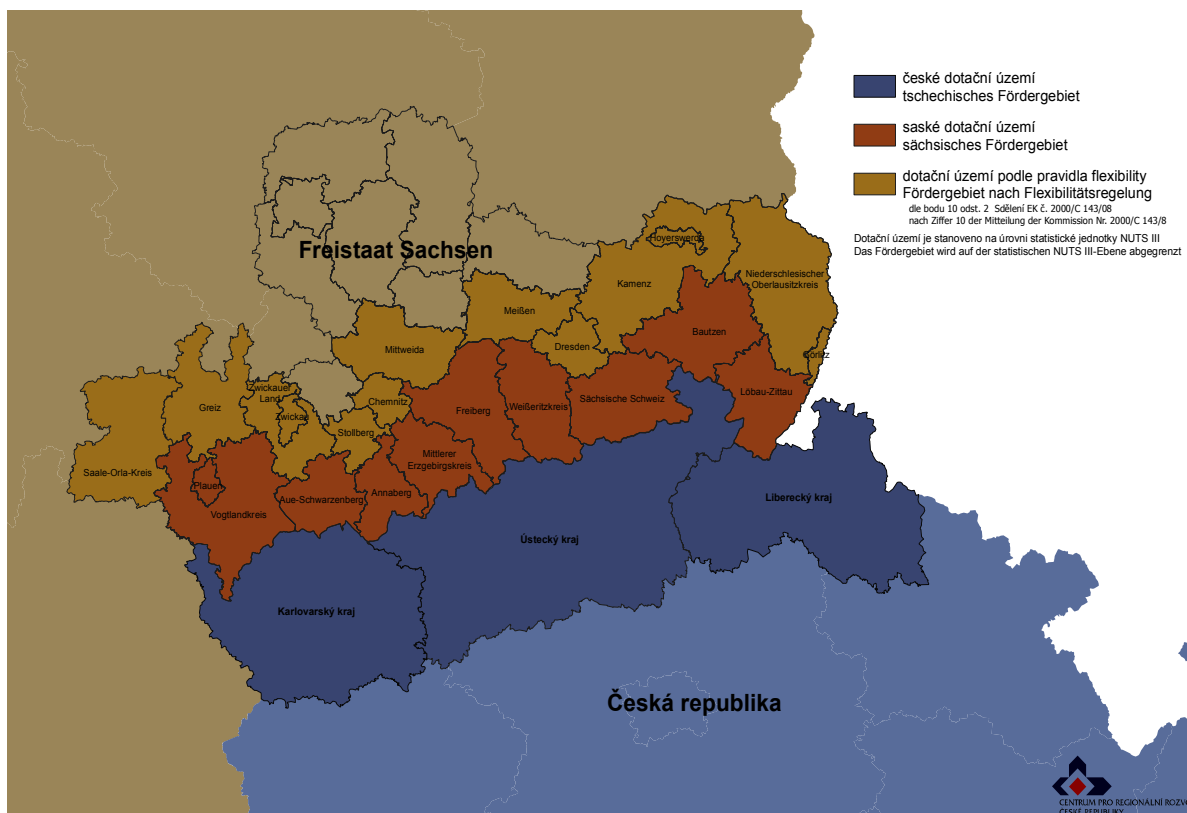 české dotační území
tschechisches Fördergebiet
saské dotační území
sächsisches Fördergebiet
dotační území podle pravidla flexibility
Fördergebiet nach Flexibilitätsregelung
dle bodu 10 odst. 2 Sdělení EK č. 2000/C 143/08
nach Ziffer 10 der Mitteilung der Kommission Nr. 2000/C 143/8
Dotační území je stanoveno na úrovni statistické jednotky NUTS III
Das Fördergebiet wird auf der statistischen NUTS III-Ebene abgegrenzt
Freistaat Sachsen
Hoyerswerda
Niederschlesischer
Oberlausitzkreis
Kamenz
Meißen
Bautzen
Dresden
Mittweida
Görlitz
Zwickauer
Land
Chemnitz
Löbau-Zittau
Sächsische Schweiz
Weißeritzkreis
Freiberg
Greiz
Zwickau
Stollberg
Mittlerer
Erzgebirgskreis
Saale-Orla-Kreis
Plauen
Aue-Schwarzenberg
Annaberg
Vogtlandkreis
Liberecký kraj
Ústecký kraj
Karlovarský kraj
Česká republika
CENTRUM PRO REGIONÁLNÍ ROZVO
ČESKÉ REPUBLIKY